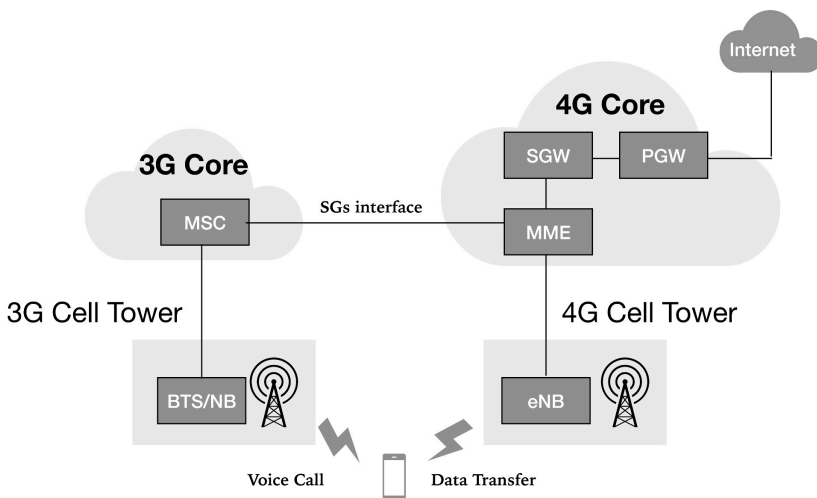 Internet
4G Core
SGW
PGW
3G Core
MSC
SGs interface
MME
3G Cell Tower
4G Cell Tower
BTS/NB
eNB
Voice Call
Data Transfer